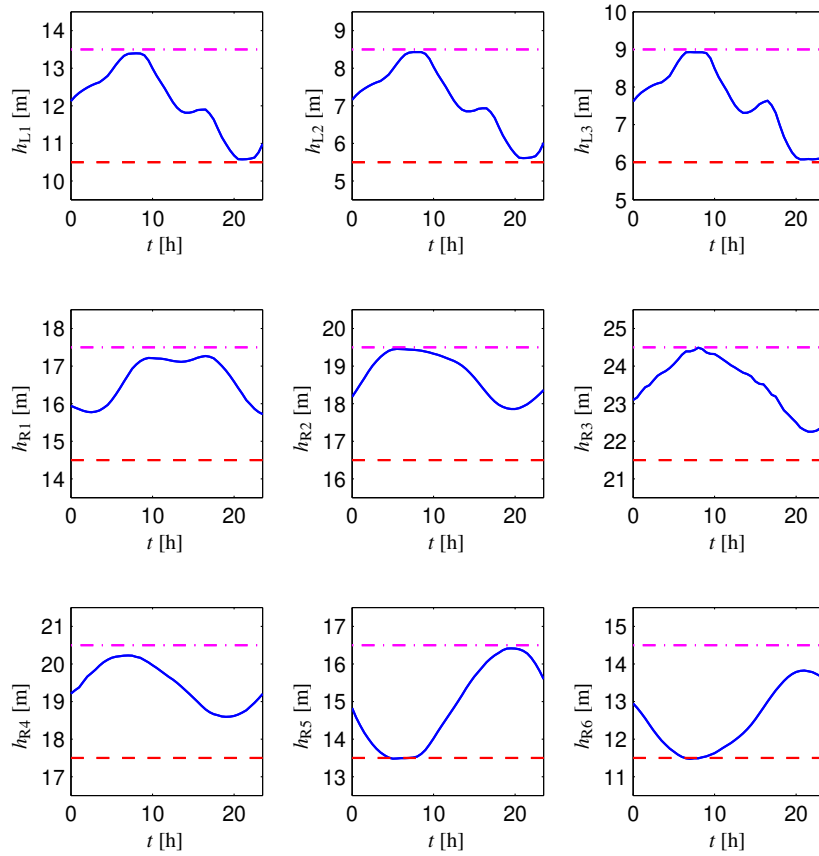 14
13
12
11
10
h_L1 [m]
0 10 20
t [h]
9
8
7
6
5
h_L2 [m]
0 10 20
t [h]
10
9
8
7
6
5
h_L3 [m]
0 10 20
t [h]
18
17
16
15
14
h_R1 [m]
0 10 20
t [h]
20
19
18
17
16
h_R2 [m]
0 10 20
t [h]
25
24
23
22
21
h_R3 [m]
0 10 20
t [h]
21
20
19
18
17
h_R4 [m]
0 10 20
t [h]
17
16
15
14
13
h_R5 [m]
0 10 20
t [h]
15
14
13
12
11
h_R6 [m]
0 10 20
t [h]